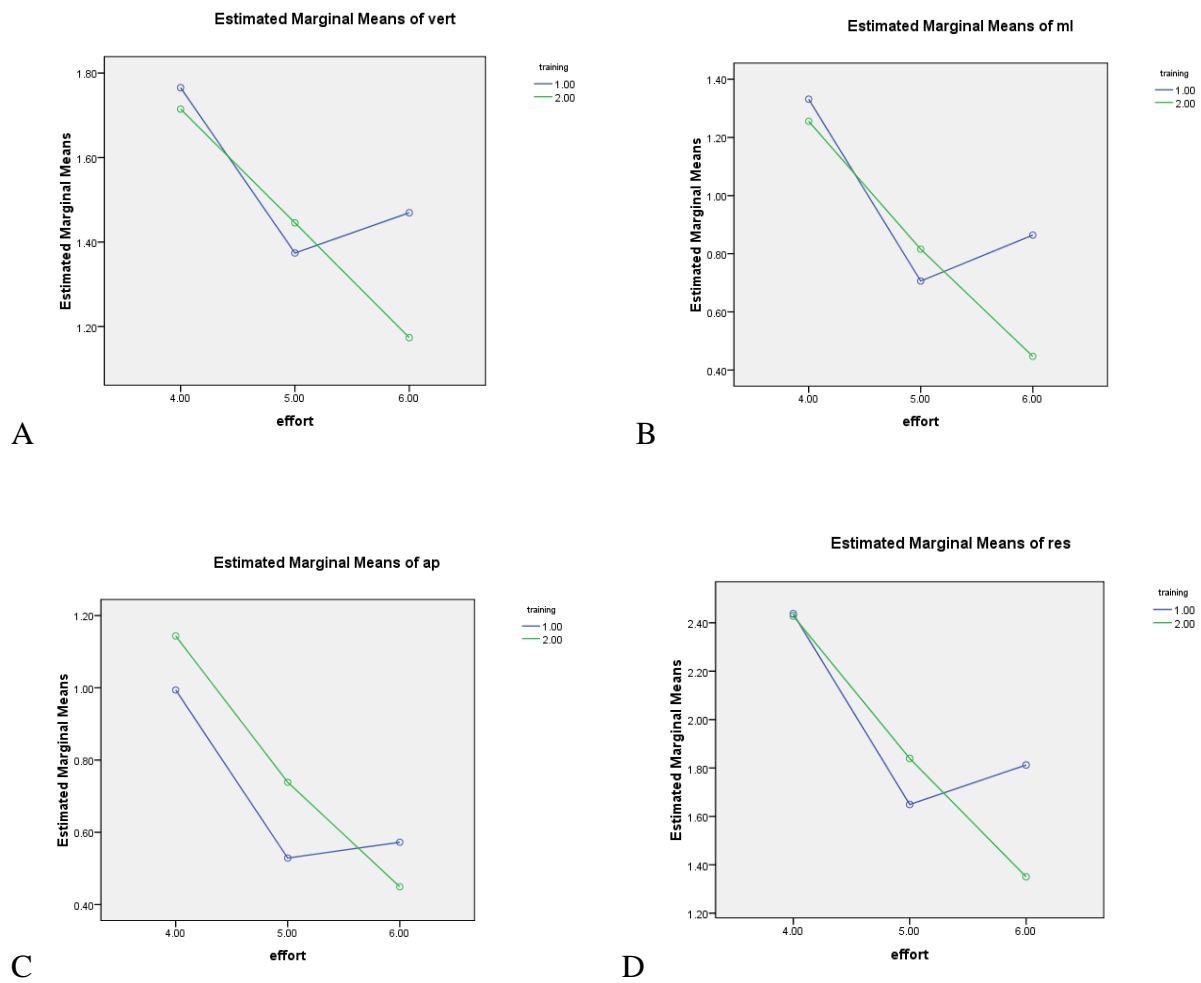 Estimated Marginal Means of vert
training
1.00
2.00
Estimated Marginal Means
1.80
1.60
1.40
1.20
4.00 5.00 6.00
effort
A
Estimated Marginal Means of ml
training
1.00
2.00
Estimated Marginal Means
1.40
1.20
1.00
0.80
0.60
0.40
4.00 5.00 6.00
effort
B
Estimated Marginal Means of ap
training
1.00
2.00
Estimated Marginal Means
1.20
1.00
0.80
0.60
0.40
4.00 5.00 6.00
effort
C
Estimated Marginal Means of res
training
1.00
2.00
Estimated Marginal Means
2.40
2.20
2.00
1.80
1.60
1.40
1.20
4.00 5.00 6.00
effort
D